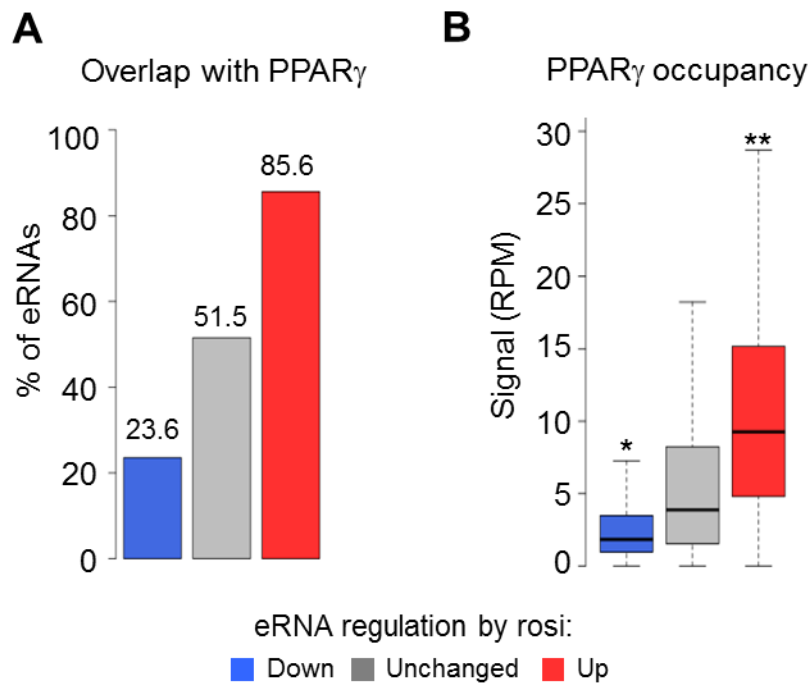 A
Overlap with PPARγ
% of eRNAs
100
80
60
40
20
0
23.6
51.5
85.6
B
PPARγ occupancy
Signal (RPM)
30
25
20
15
10
5
0
*
**
eRNA regulation by rosi:
Down Unchanged Up